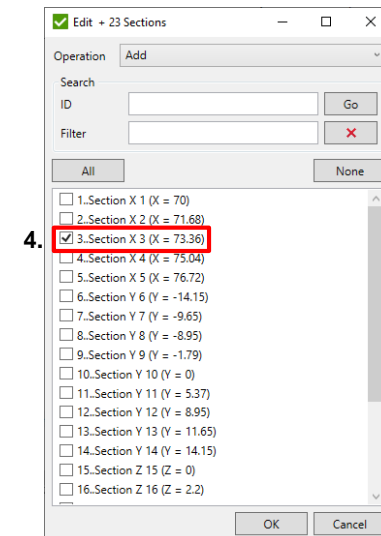 Edit + 23 Sections
Operation Add
Search
ID Go
Filter
All None
1..Section X 1 (X = 70)
2..Section X 2 (X = 71.68)
4. 3..Section X 3 (X = 73.36)
4..Section X 4 (X = 75.04)
5..Section X 5 (X = 76.72)
6..Section Y 6 (Y = -14.15)
7..Section Y 7 (Y = -9.65)
8..Section Y 8 (Y = -8.95)
9..Section Y 9 (Y = -1.79)
10..Section Y 10 (Y = 0)
11..Section Y 11 (Y = 5.37)
12..Section Y 12 (Y = 8.95)
13..Section Y 13 (Y = 11.65)
14..Section Y 14 (Y = 14.15)
15..Section Z 15 (Z = 0)
16..Section Z 16 (Z = 2.2)
OK Cancel